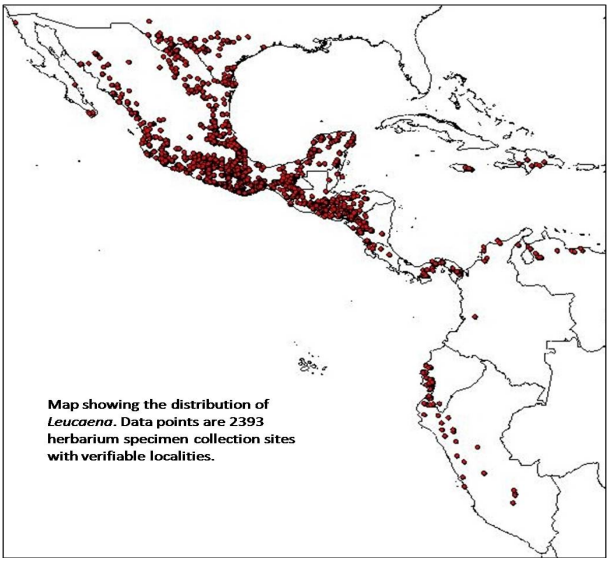 Map showing the distribution of
Leucaena. Data points are 2393
herbarium specimen collection sites
with verifiable localities.